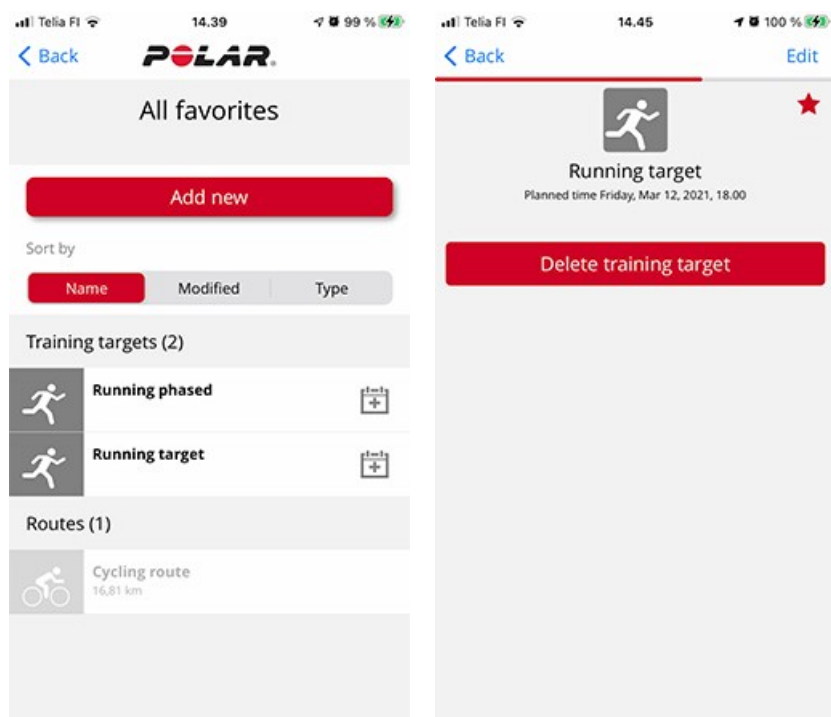 Telia FI 14.39 99 %
Back POLAR.
All favorites
Add new
Sort by
Name Modified Type
Training targets (2)
Running phased
Running target
Routes (1)
Cycling route
16,81 km
Telia FI 14.45 100 %
Back Edit
Running target
Planned time Friday, Mar 12, 2021, 18.00
Delete training target